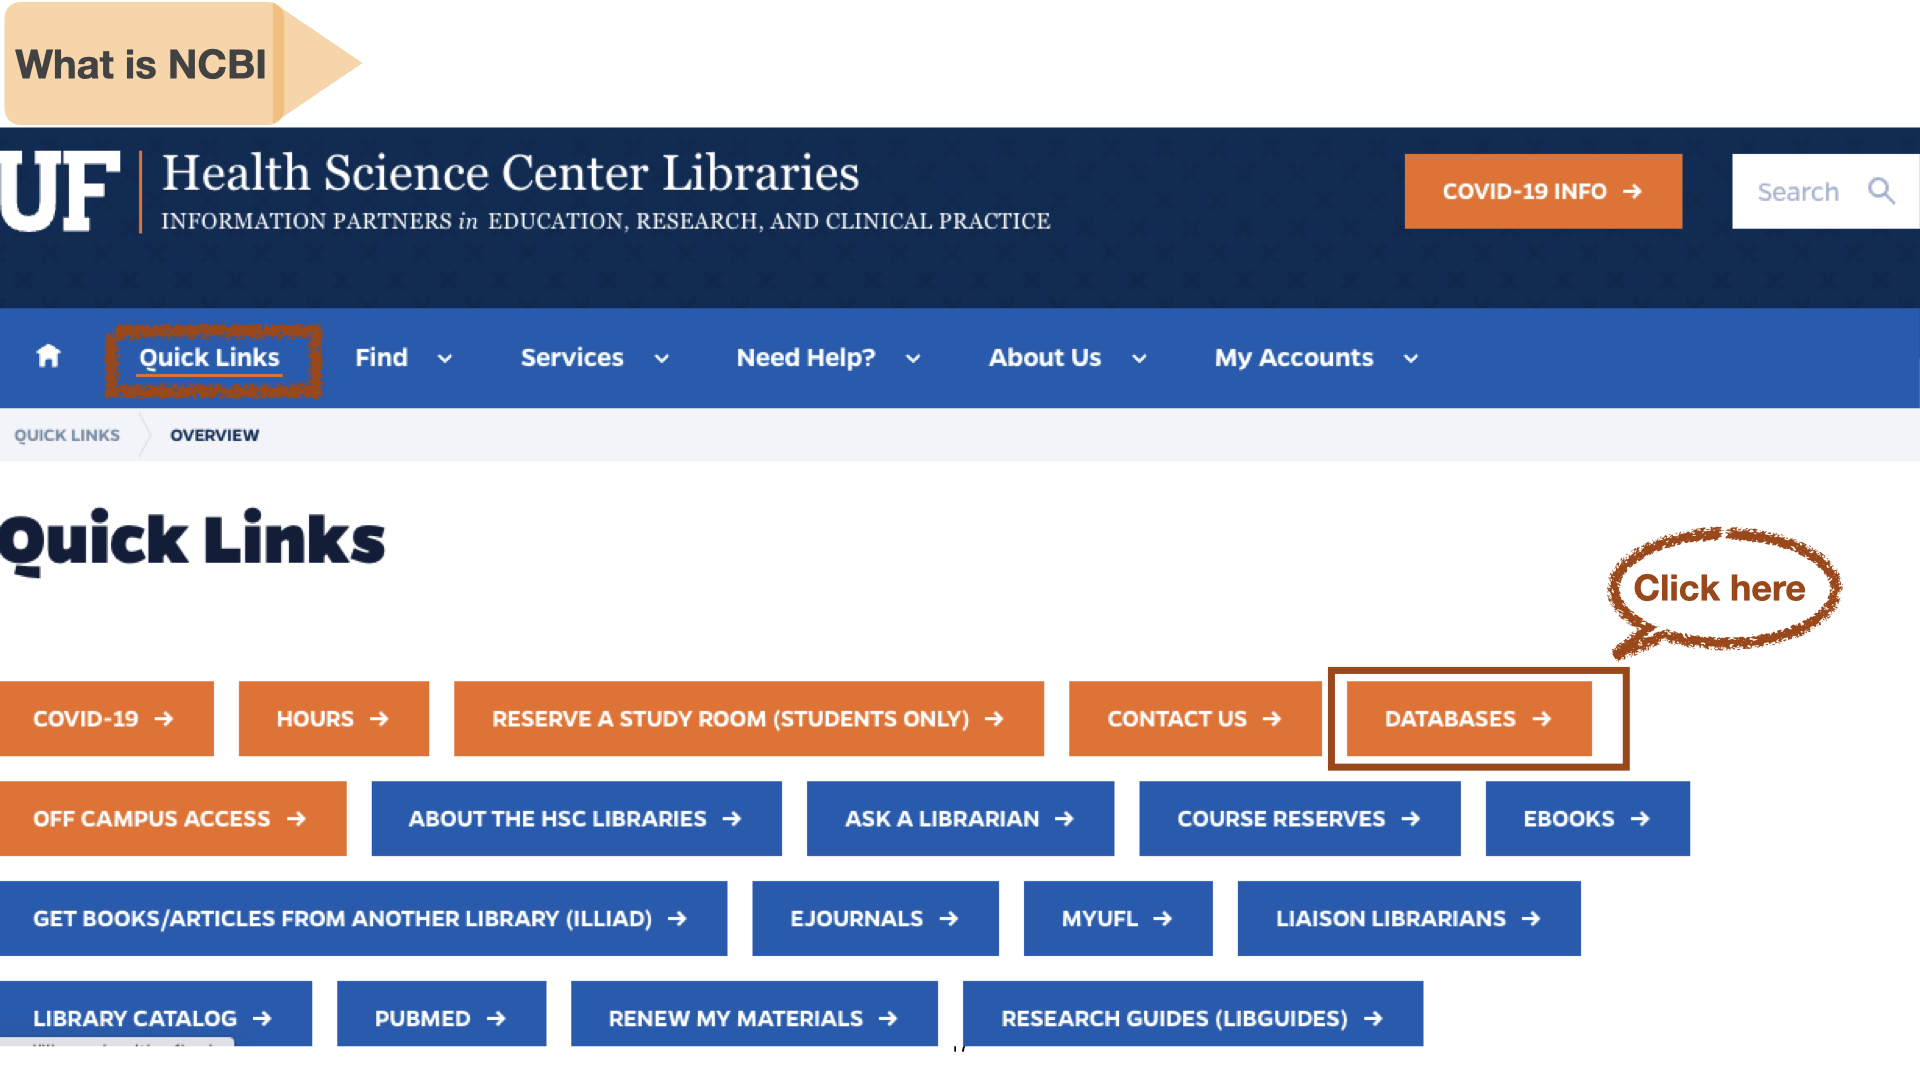 What is NCBI
UF
Health Science Center Libraries
INFORMATION PARTNERS in EDUCATION, RESEARCH, AND CLINICAL PRACTICE
COVID-19 INFO →
Search
Quick Links
Find
Services
Need Help?
About Us
My Accounts
QUICK LINKS
OVERVIEW
Quick Links
Click here
COVID-19 →
HOURS →
RESERVE A STUDY ROOM (STUDENTS ONLY) →
CONTACT US →
DATABASES →
OFF CAMPUS ACCESS →
ABOUT THE HSC LIBRARIES →
ASK A LIBRARIAN →
COURSE RESERVES →
EBOOKS →
GET BOOKS/ARTICLES FROM ANOTHER LIBRARY (ILLIAD) →
EJOURNALS →
MYUFL →
LIAISON LIBRARIANS →
LIBRARY CATALOG →
PUBMED →
RENEW MY MATERIALS →
RESEARCH GUIDES (LIBGUIDES) →